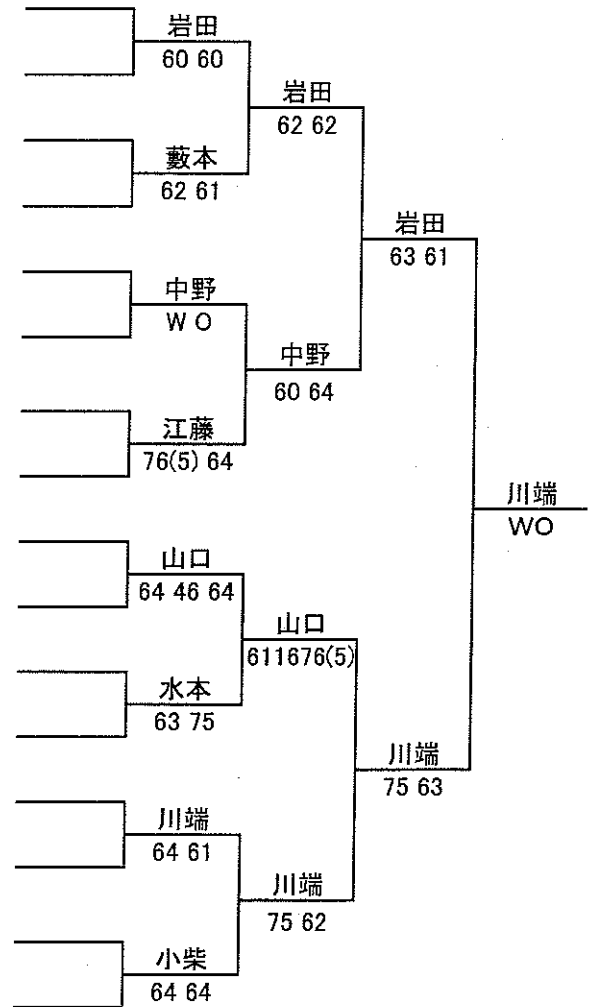 岩田
60 60
岩田
62 62
藪本
62 61
岩田
63 61
中野
W O
中野
60 64
江藤
76(5) 64
川端
WO
山口
64 46 64
山口
611676(5)
水本
63 75
川端
75 63
川端
64 61
川端
75 62
小柴
64 64